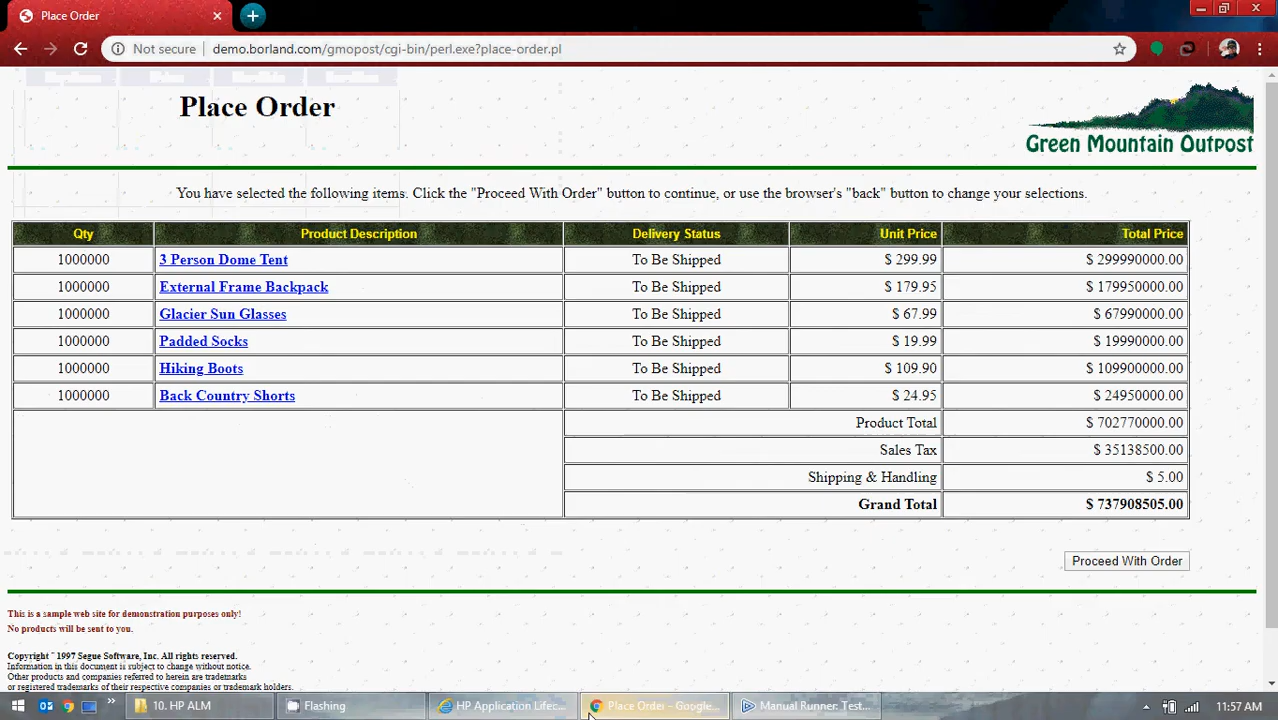 Place Order
Not secure
demo.borland.com/gmopost/cgi-bin/perl.exe?place-order.pl
Place Order
Green Mountain Outpost
You have selected the following items. Click the "Proceed With Order" button to continue, or use the browser's "back" button to change your selections.
Qty Product Description Delivery Status Unit Price Total Price
1000000 3 Person Dome Tent To Be Shipped $ 299.99 $ 299990000.00
1000000 External Frame Backpack To Be Shipped $ 179.95 $ 179950000.00
1000000 Glacier Sun Glasses To Be Shipped $ 67.99 $ 67990000.00
1000000 Padded Socks To Be Shipped $ 19.99 $ 19990000.00
1000000 Hiking Boots To Be Shipped $ 109.90 $ 109900000.00
1000000 Back Country Shorts To Be Shipped $ 24.95 $ 24950000.00
Product Total $ 702770000.00
Sales Tax $ 35138500.00
Shipping & Handling $ 5.00
Grand Total $ 737908505.00
Proceed With Order
This is a sample web site for demonstration purposes only!
No products will be sent to you.
Copyright ¨ 1997 Segue Software, Inc. All rights reserved.
Information in this document is subject to change without notice.
Other products and companies referred to herein are trademarks
or registered trademarks of their respective companies or trademark holders.
10. HP ALM
Flashing
HP Application Lifec...
Place Order - Google...
Manual Runner: Test...
11:57 AM